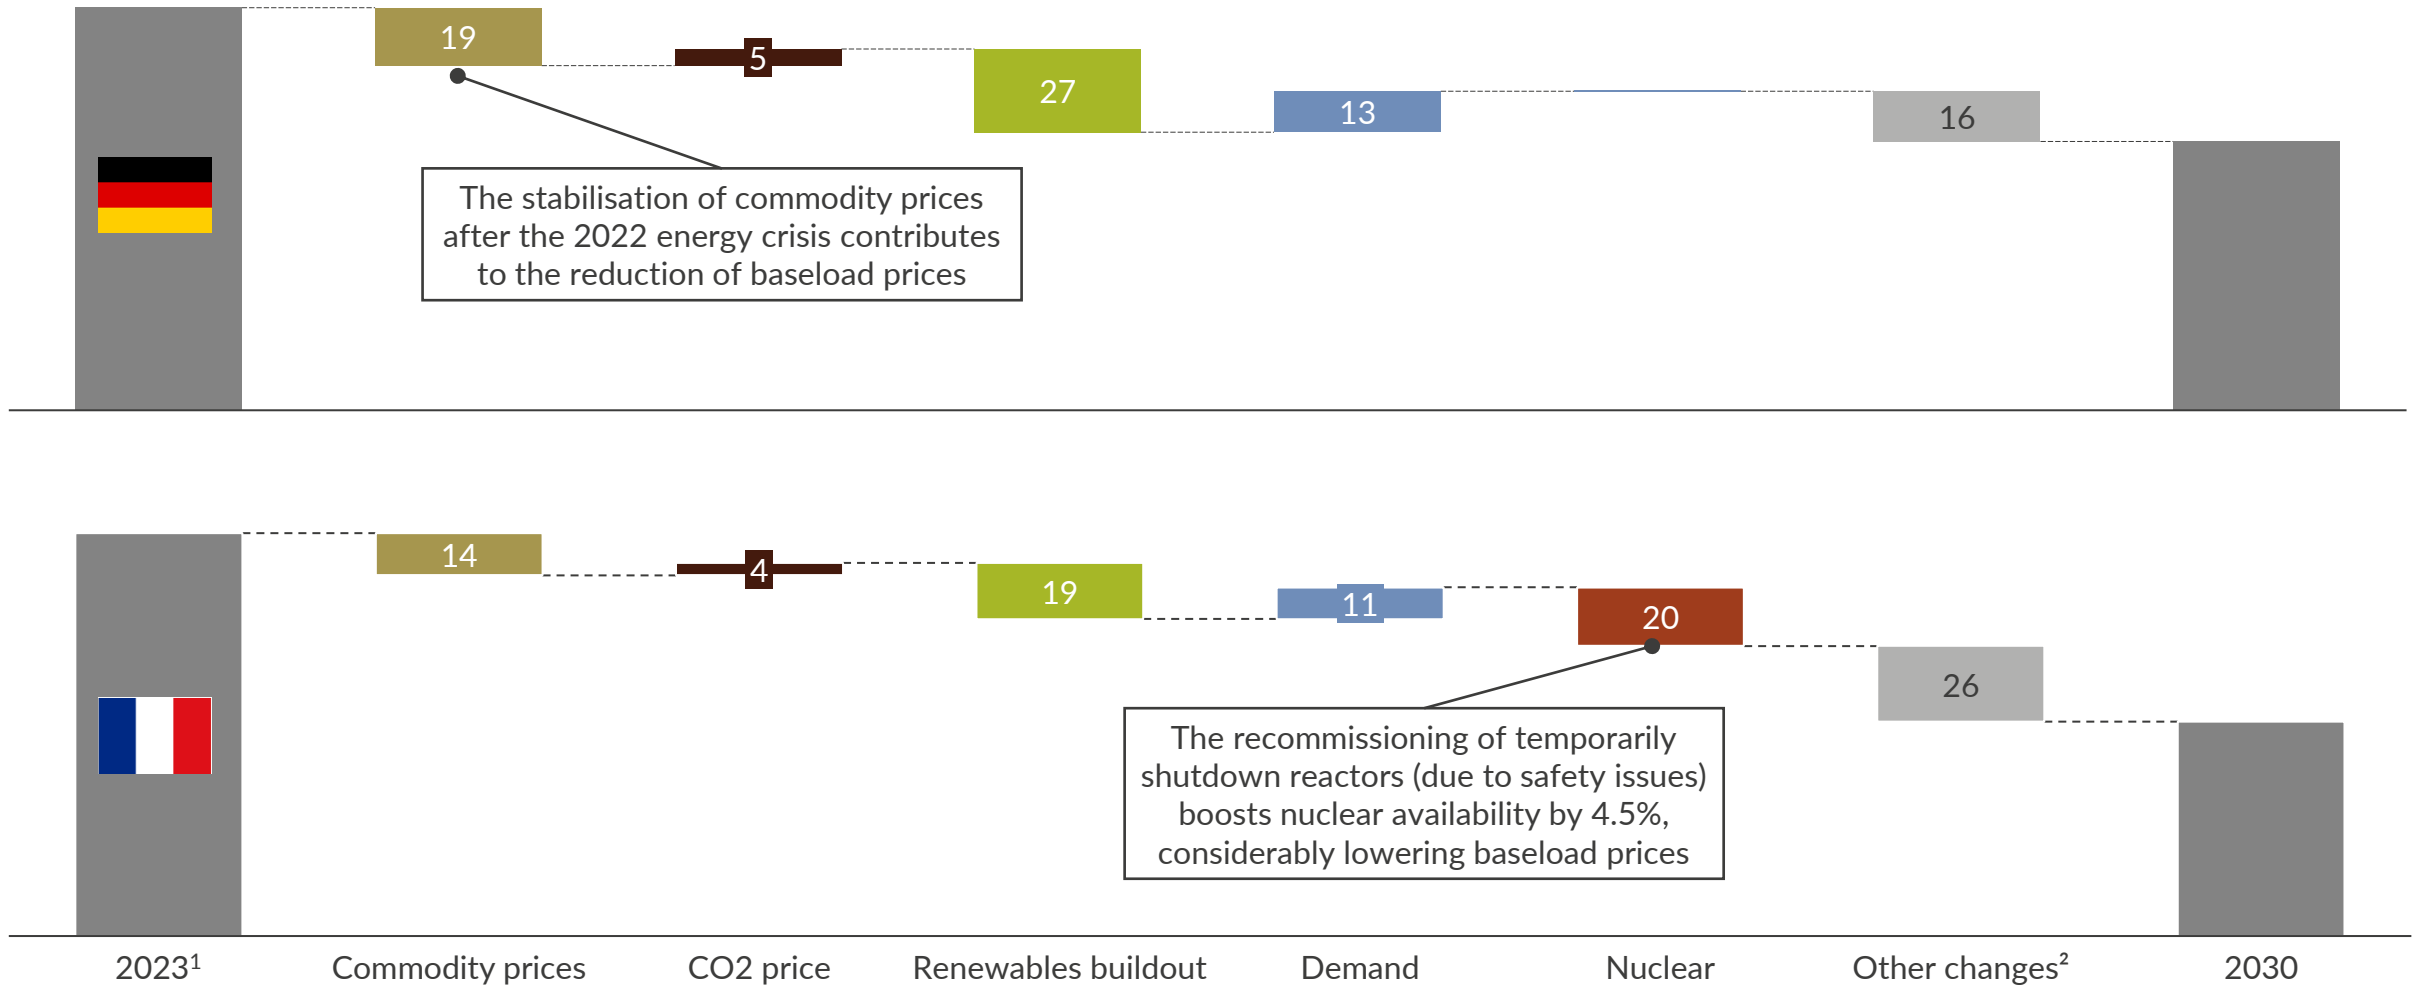 19
5
27
13
16
The stabilisation of commodity prices
after the 2022 energy crisis contributes
to the reduction of baseload prices
14
4
19
11
20
26
The recommissioning of temporarily
shutdown reactors (due to safety issues)
boosts nuclear availability by 4.5%,
considerably lowering baseload prices
2023¹
Commodity prices
CO2 price
Renewables buildout
Demand
Nuclear
Other changes²
2030